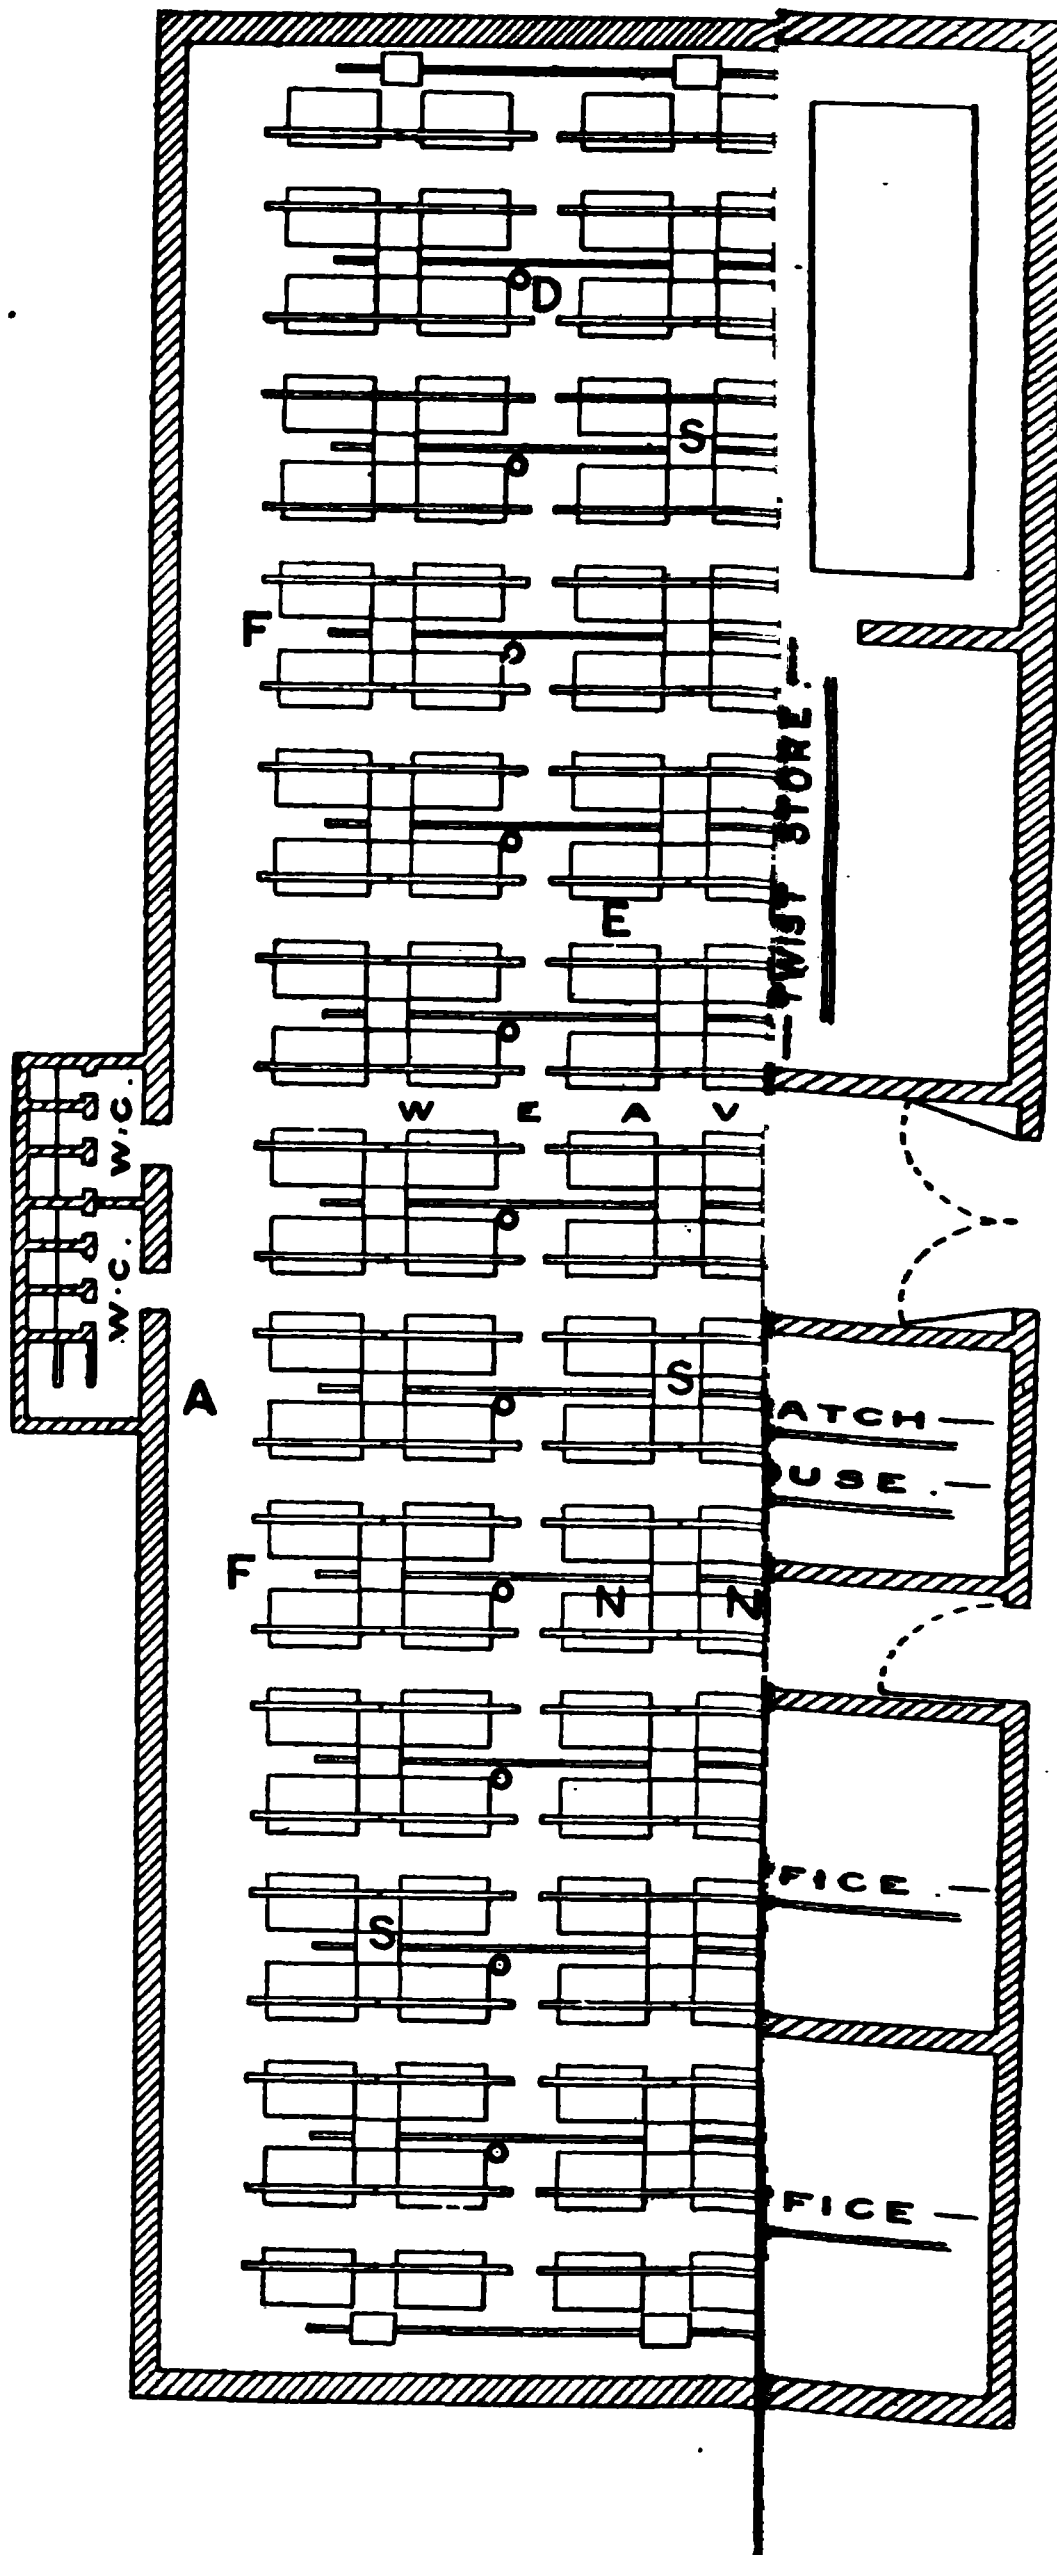 D
S
F
TWIST STORE.
E
W E A V
W.C.
W.C.
A
S
ATCH
OUSE.
F
N N
FICE.
S
FICE